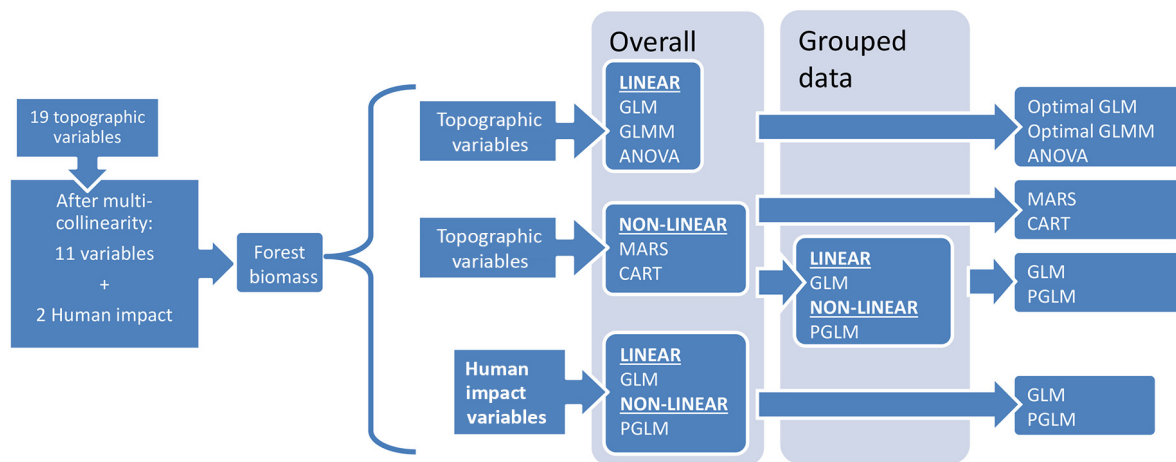 19 topographic
variables
After multi-
collinearity:
11 variables
+
2 Human impact
Forest
biomass
Overall
Grouped
data
Topographic
variables
LINEAR
GLM
GLMM
ANOVA
Optimal GLM
Optimal GLMM
ANOVA
Topographic
variables
NON-LINEAR
MARS
CART
MARS
CART
LINEAR
GLM
NON-LINEAR
PGLM
GLM
PGLM
Human
impact
variables
LINEAR
GLM
NON-LINEAR
PGLM
GLM
PGLM